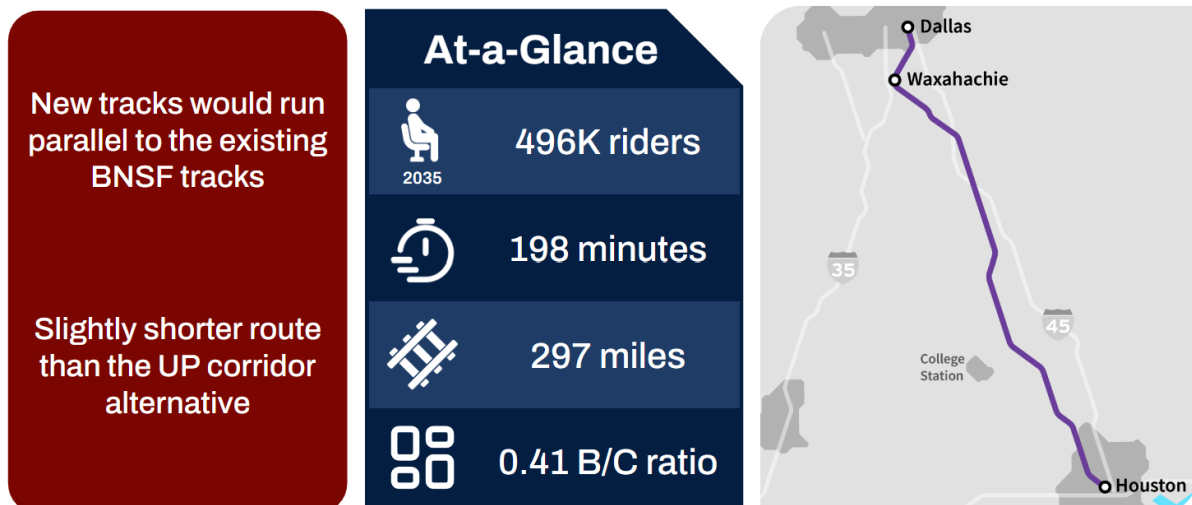 New tracks would run
parallel to the existing
BNSF tracks
Slightly shorter route
than the UP corridor
alternative
At-a-Glance
2035
496K riders
198 minutes
297 miles
0.41 B/C ratio
Dallas
Waxahachie
35
45
College
Station
Houston